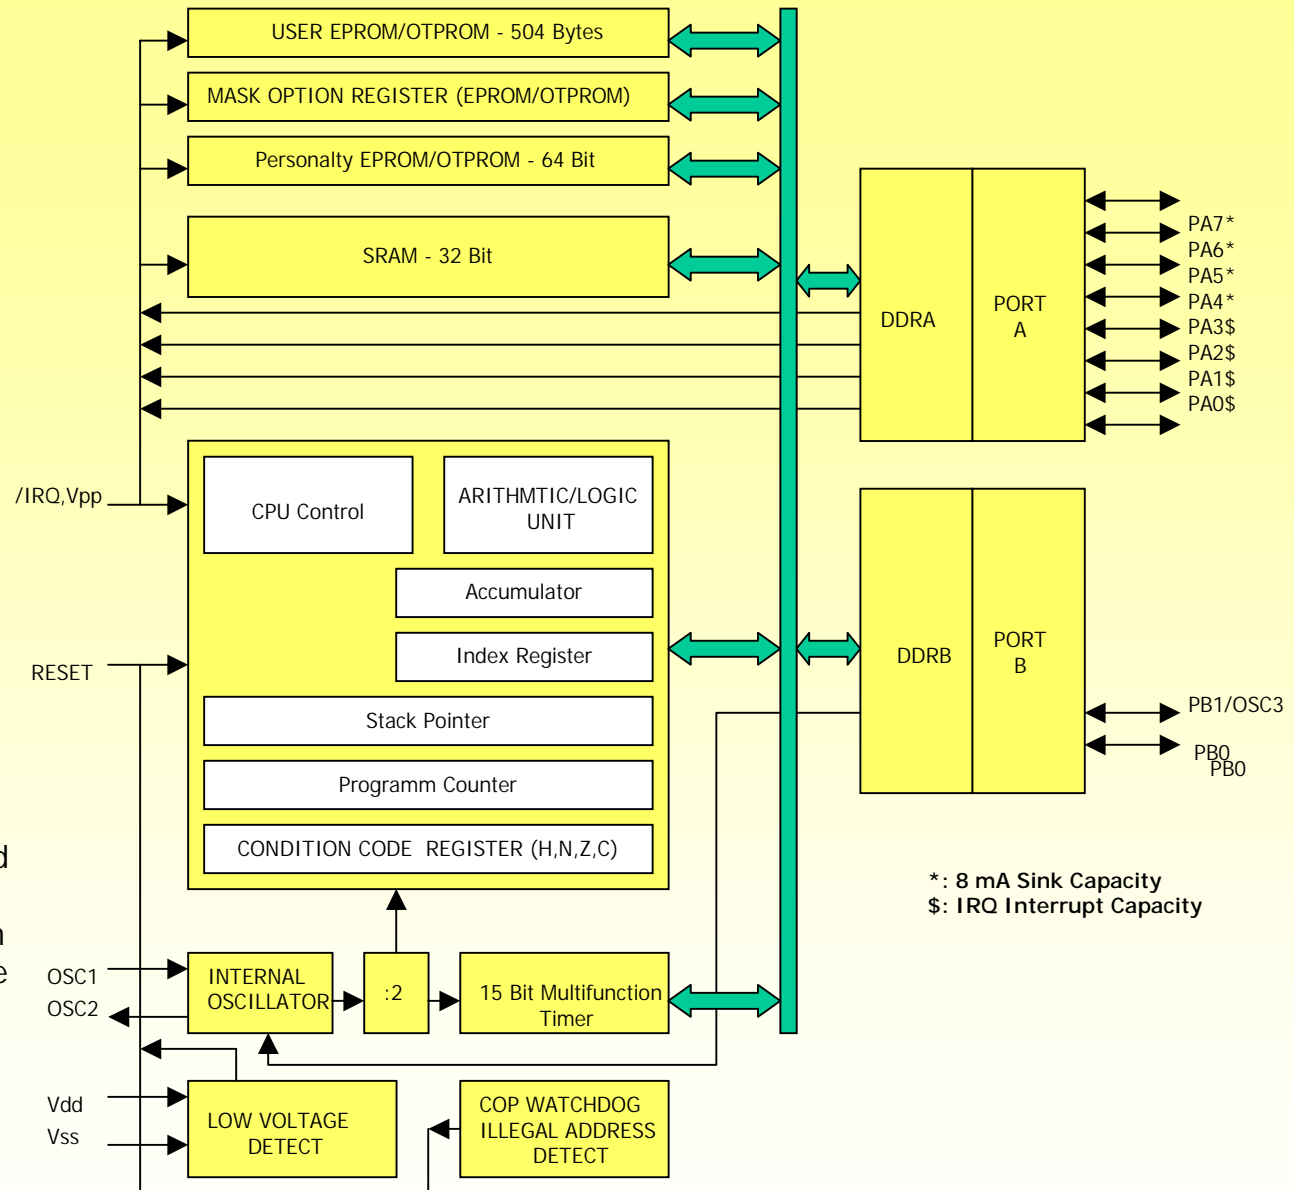 USER EPROM/OTPROM - 504 Bytes
MASK OPTION REGISTER (EPROM/OTPROM)
Personalty EPROM/OTPROM - 64 Bit
SRAM - 32 Bit
DDRA
PORT
A
PA7*
PA6*
PA5*
PA4*
PA3$
PA2$
PA1$
PA0$
/IRQ,Vpp
CPU Control
ARITHMTIC/LOGIC
UNIT
Accumulator
Index Register
RESET
Stack Pointer
Programm Counter
CONDITION CODE REGISTER (H,N,Z,C)
DDRB
PORT
B
PB1/OSC3
PB0
PB0
d
n
e
*: 8 mA Sink Capacity
$: IRQ Interrupt Capacity
OSC1
OSC2
INTERNAL
OSCILLATOR
:2
15 Bit Multifunction
Timer
Vdd
Vss
LOW VOLTAGE
DETECT
COP WATCHDOG
ILLEGAL ADDRESS
DETECT